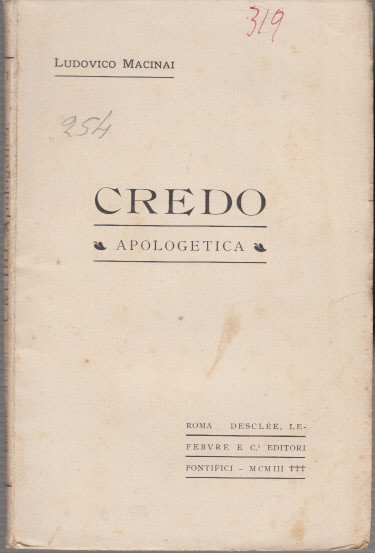 319
LUDOVICO MACINAI
254
CREDO
APOLOGETICA
ROMA DESCLÉE, LE-
FEBVRE E C.i EDITORI
PONTIFICI - MCMIII †††